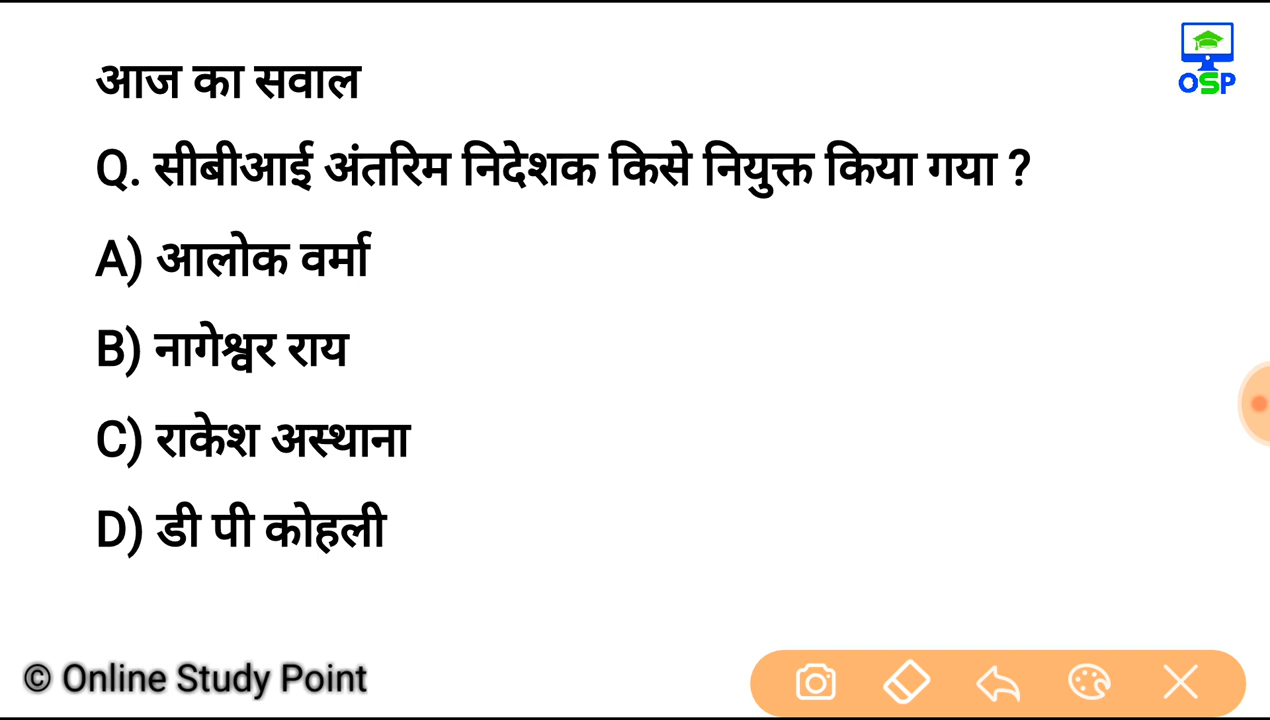 OSP
आज का सवाल
Q. सीबीआई अंतरिम निदेशक किसे नियुक्त किया गया ?
A) आलोक वर्मा
B) नागेश्वर राय
C) राकेश अस्थाना
D) डी पी कोहली
© Online Study Point